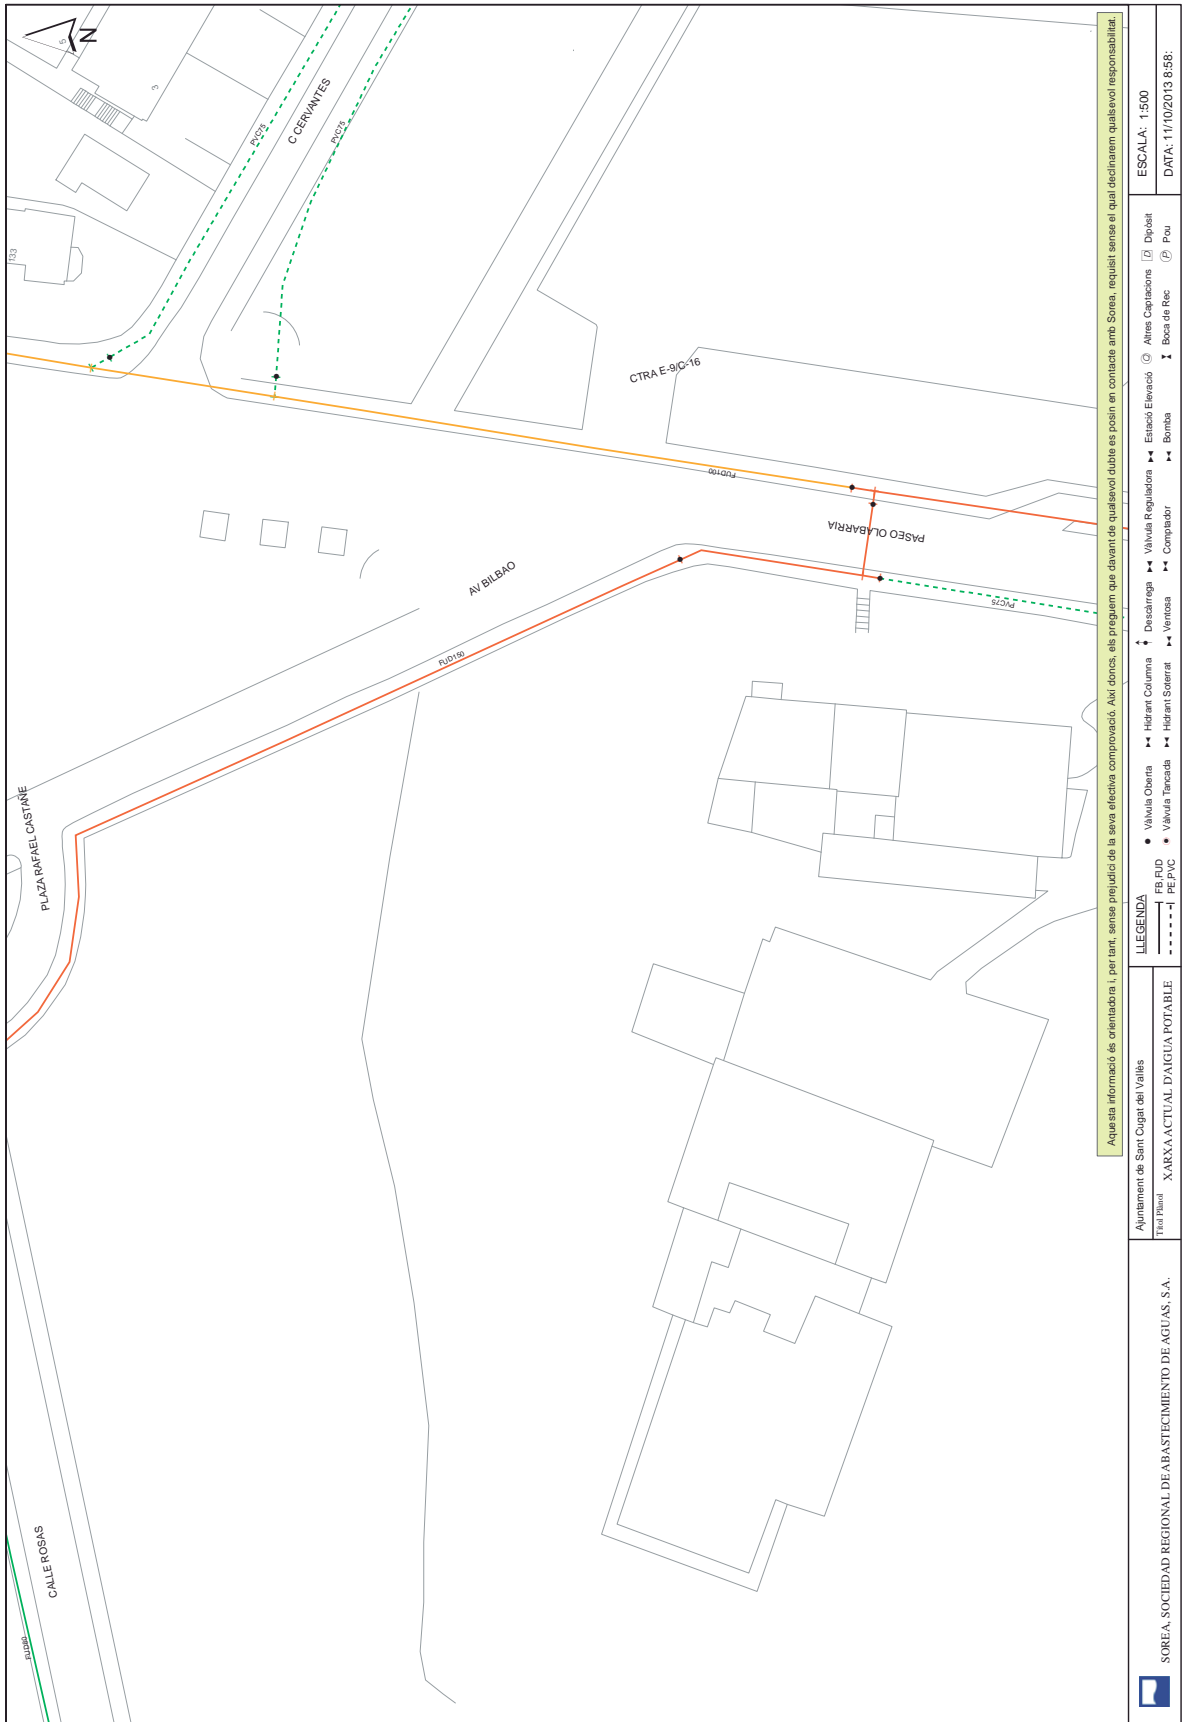 N
5
3
133
PVC75
C CERVANTES
PVC75
CTRA E-9/C-16
FUD100
PASEO OLABARRIA
AV BILBAO
PVC75
FUD150
PLAZA RAFAEL CASTAÑE
CALLE ROSAS
FUD80
Aquesta informació és orientadora i, per tant, sense prejudici de la seva efectiva comprovació. Així doncs, els preguem que davant de qualsevol dubte es posin en contacte amb Sorea, requisit sense el qual declinarem qualsevol responsabilitat.
SOREA, SOCIEDAD REGIONAL DE ABASTECIMIENTO DE AGUAS, S.A.
Ajuntament de Sant Cugat del Vallès
Títol Plànol
XARXA ACTUAL D'AIGUA POTABLE
LLEGENDA
FB,FUD
PE,PVC
Vàlvula Oberta
Hidrant Columna
Descàrrega
Vàlvula Reguladora
Estació Elevació
Altres Captacions
D Dipòsit
Vàlvula Tancada
Hidrant Soterrat
Ventosa
Comptador
Bomba
Boca de Rec
P Pou
ESCALA: 1:500
DATA: 11/10/2013 8:58: